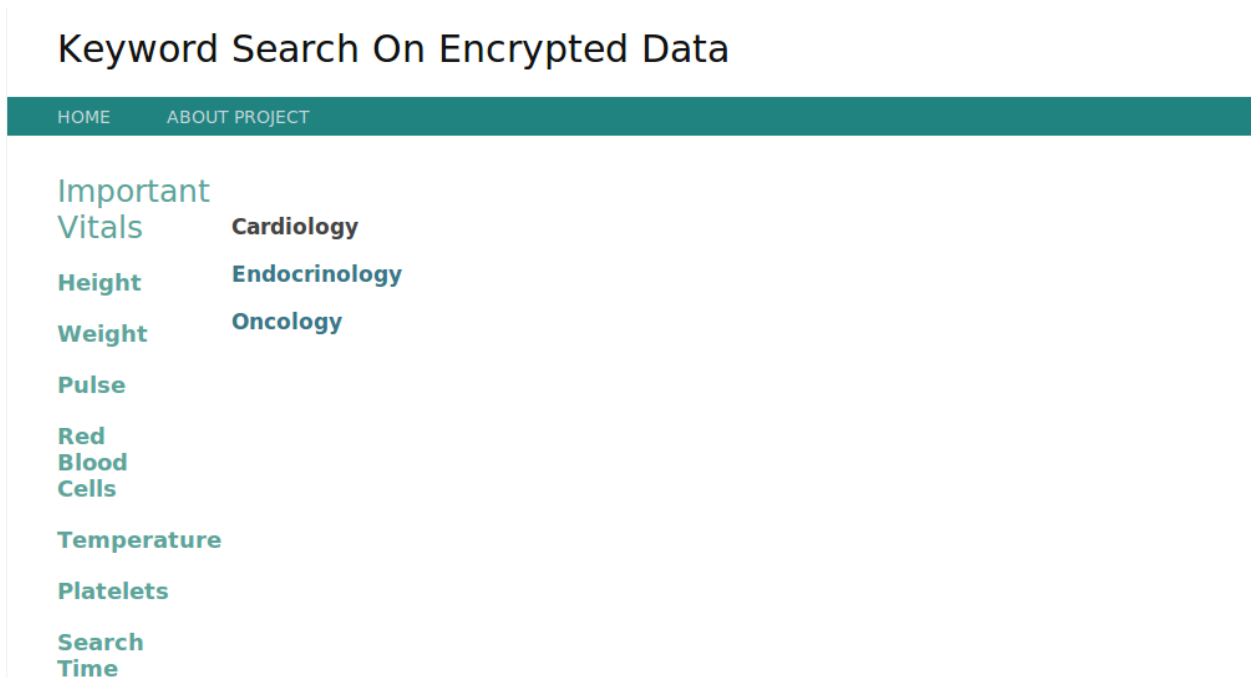 Keyword Search On Encrypted Data
HOME ABOUT PROJECT
Important
Vitals
Height
Weight
Pulse
Red
Blood
Cells
Temperature
Platelets
Search
Time
Cardiology
Endocrinology
Oncology